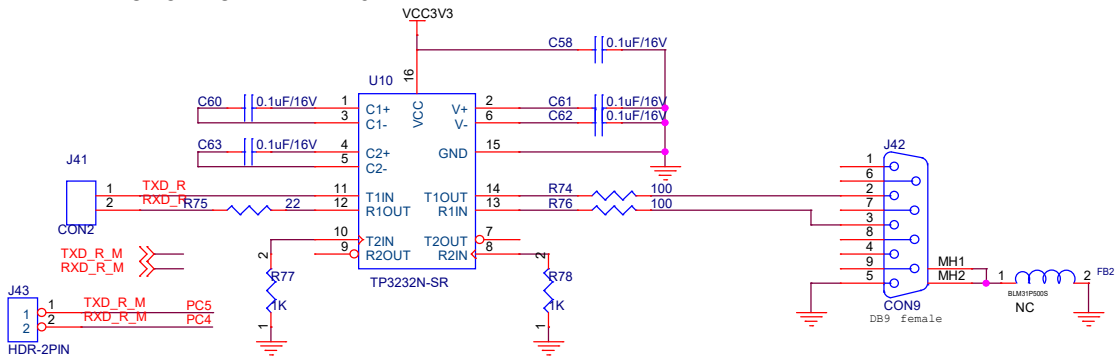 VCC3V3
C58 0.1uF/16V
16
U10
C60 0.1uF/16V 1 C1+ VCC V+ 2 C61 0.1uF/16V
3 C1- V- 6 C62 0.1uF/16V
C63 0.1uF/16V 4 C2+
5 C2- GND 15
J41
1 TXD_R 11 T1IN T1OUT 14 R74 100
2 RXD_R R75 22 12 R1OUT R1IN 13 R76 100
CON2
10 T2IN T2OUT 7
9 R2OUT R2IN 8
TP3232N-SR
TXD_R_M
RXD_R_M
2 R77 1K 1
2 R78 1K 1
J43
1 1 TXD_R_M PC5
2 2 RXD_R_M PC4
HDR-2PIN
J42
1
6
2
7
3
8
4
9
5
MH1
MH2
CON9
DB9 female
1 2 FB2
BLM31P500S
NC